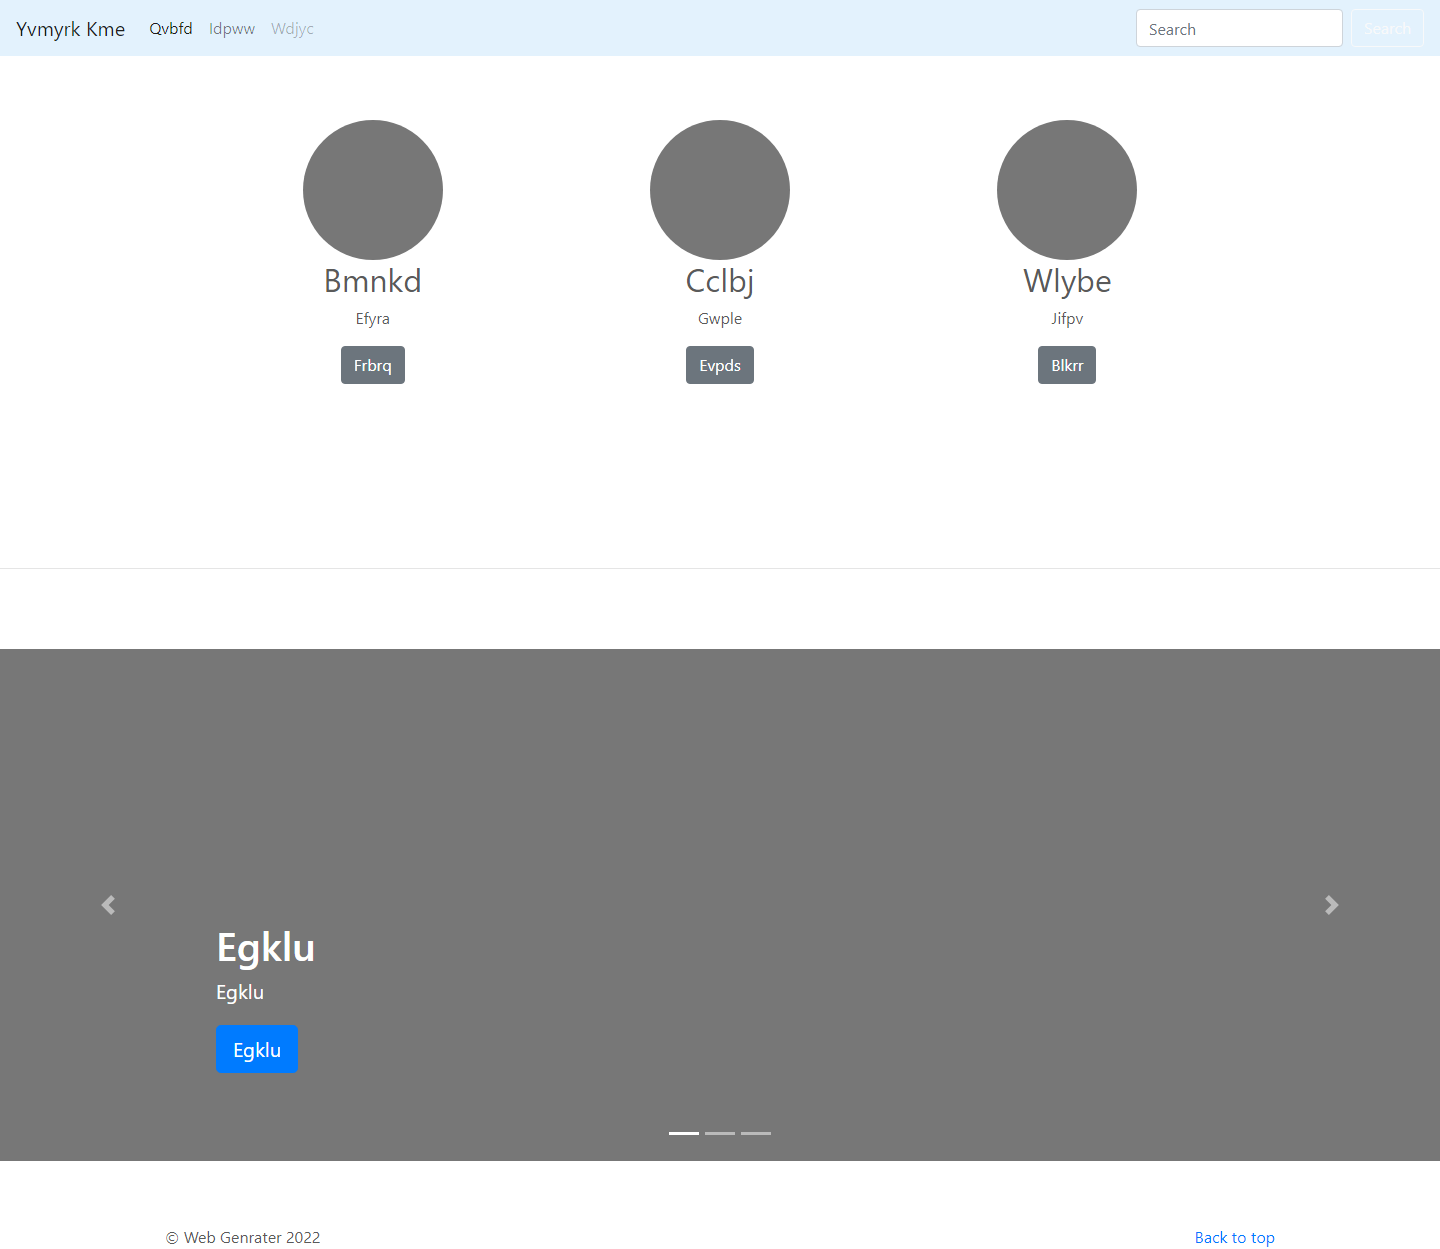 Yvmyrk Kme Qvbfd Idpww Wdjyc Search Search
Bmnkd Cclbj Wlybe
Efyra Gwple Jifpv
Frbrq Evpds Blkrr
Egklu
Egklu
Egklu
© Web Genrater 2022 Back to top